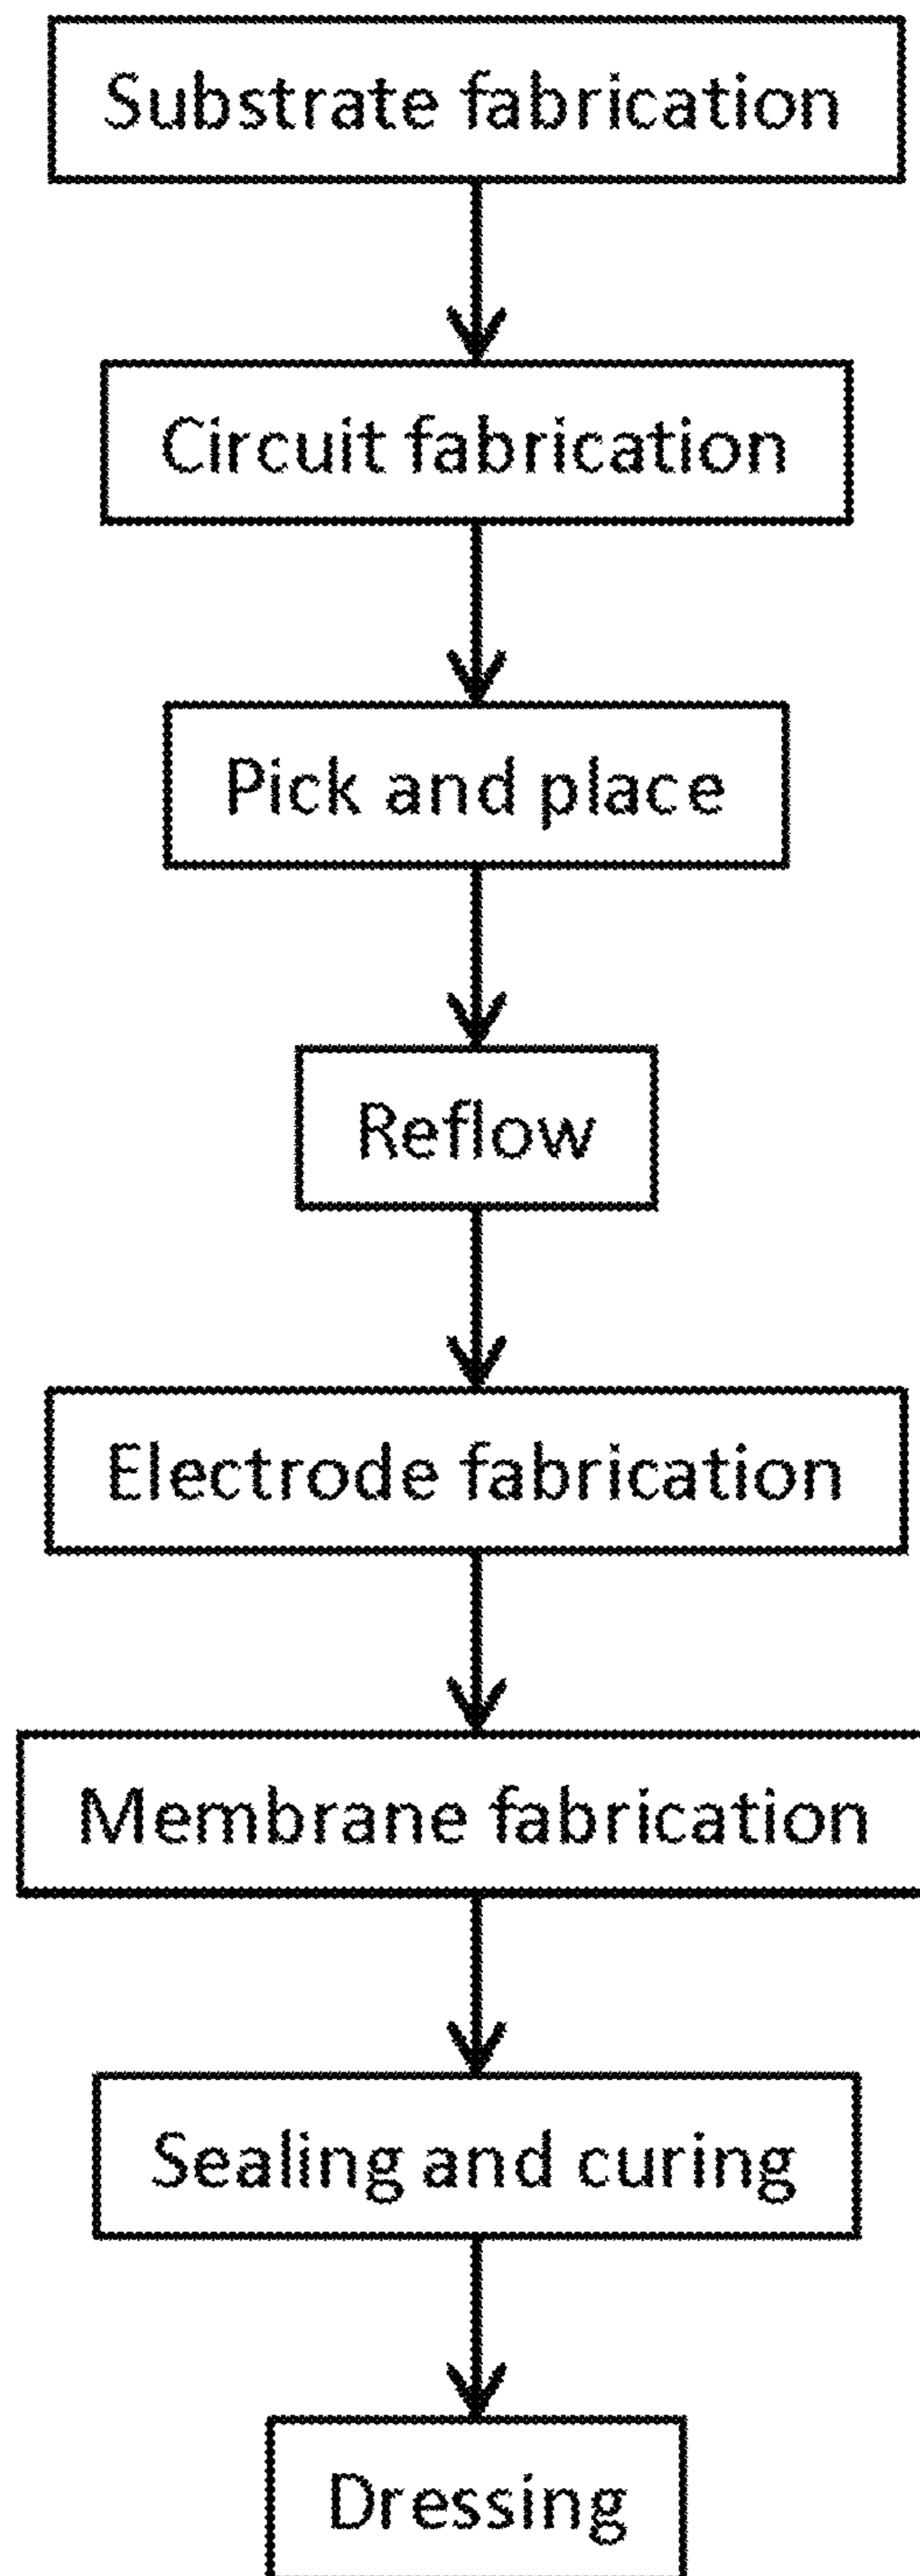 Substrate fabrication
Circuit fabrication
Pick and place
Reflow
Electrode fabrication
Membrane fabrication
Sealing and curing
Dressing